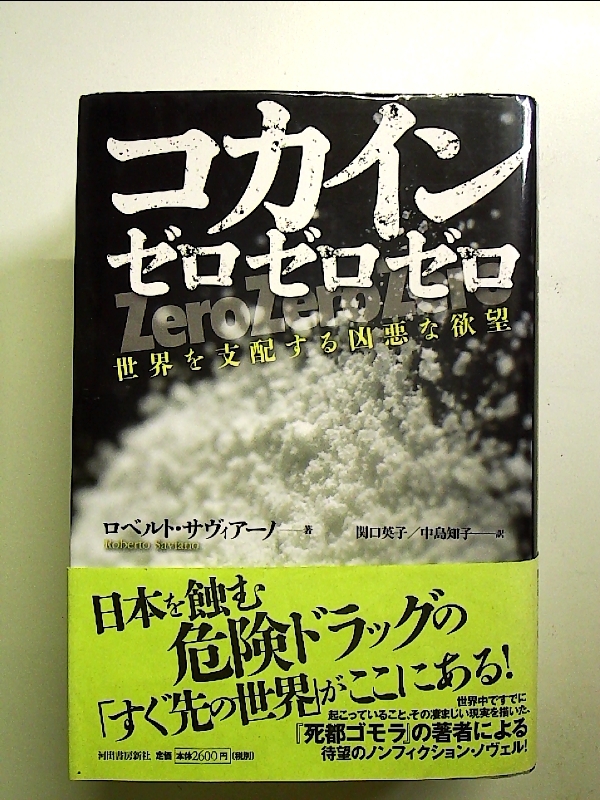 コカイン
ゼロゼロゼロ
ZeroZeroZero
世界を支配する凶悪な欲望
ロベルト・サヴィアーノ──著
Roberto Saviano
関口英子／中島知子──訳
日本を蝕む
危険ドラッグの
「すぐ先の世界」がここにある!
世界中ですでに
起こっていること、その凄まじい現実を描いた、
『死都ゴモラ』の著者による
待望のノンフィクション・ノヴェル!
河出書房新社 定価 本体2600円(税別)